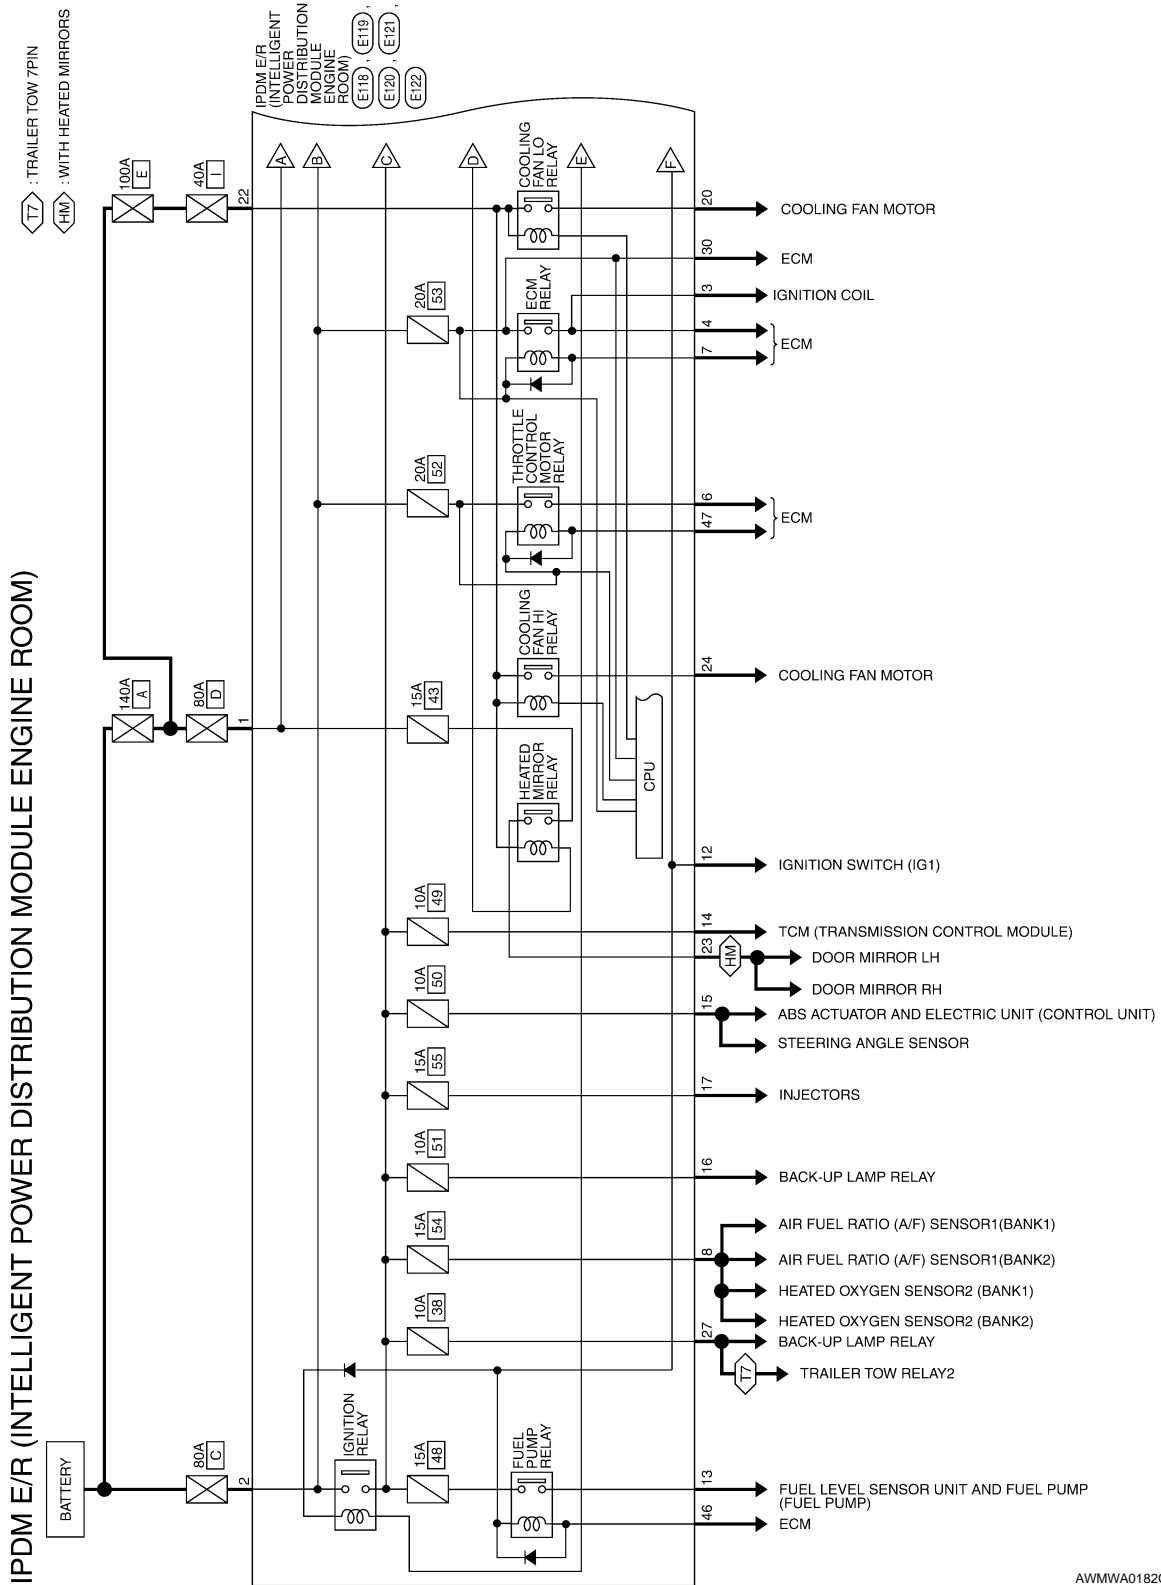 IPDM E/R (INTELLIGENT POWER DISTRIBUTION MODULE ENGINE ROOM)
T7 : TRAILER TOW 7PIN
HM : WITH HEATED MIRRORS
IPDM E/R
(INTELLIGENT
POWER
DISTRIBUTION
MODULE
ENGINE
ROOM)
E118 , E119 ,
E120 , E121 ,
E122
BATTERY
100A
E
40A
I
22
140A
A
80A
D
1
80A
C
2
A
B
C
D
E
F
COOLING
FAN LO
RELAY
20
COOLING FAN MOTOR
30
ECM
20A
53
ECM
RELAY
3
IGNITION COIL
4
7
ECM
20A
52
THROTTLE
CONTROL
MOTOR
RELAY
6
47
ECM
COOLING
FAN HI
RELAY
24
COOLING FAN MOTOR
15A
43
HEATED
MIRROR
RELAY
CPU
12
IGNITION SWITCH (IG1)
10A
49
14
TCM (TRANSMISSION CONTROL MODULE)
23
HM
DOOR MIRROR LH
DOOR MIRROR RH
10A
50
15
ABS ACTUATOR AND ELECTRIC UNIT (CONTROL UNIT)
STEERING ANGLE SENSOR
15A
55
17
INJECTORS
10A
51
16
BACK-UP LAMP RELAY
15A
54
8
AIR FUEL RATIO (A/F) SENSOR1(BANK1)
AIR FUEL RATIO (A/F) SENSOR1(BANK2)
HEATED OXYGEN SENSOR2 (BANK1)
HEATED OXYGEN SENSOR2 (BANK2)
10A
38
27
BACK-UP LAMP RELAY
T7
TRAILER TOW RELAY2
IGNITION
RELAY
15A
48
FUEL
PUMP
RELAY
13
FUEL LEVEL SENSOR UNIT AND FUEL PUMP
(FUEL PUMP)
46
ECM